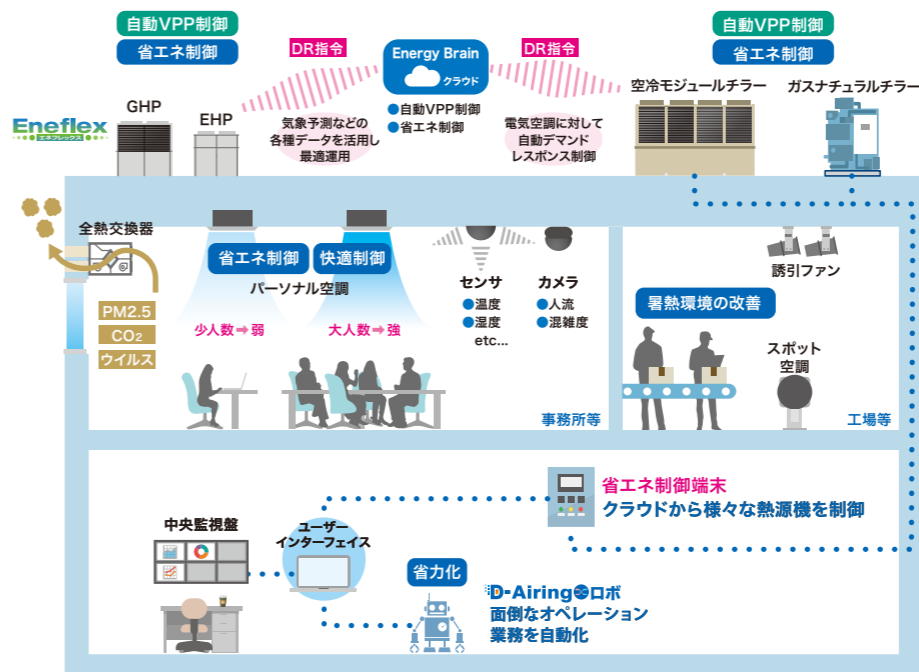 自動VPP制御
省エネ制御
DR指令
Energy Brain
クラウド
DR指令
自動VPP制御
省エネ制御
GHP
EHP
Eneflex
エネフレックス
気象予測などの
各種データを活用し
最適運用
●自動VPP制御
●省エネ制御
電気空調に対して
自動デマンド
レスポンス制御
空冷モジュールチラー
ガスナチュラルチラー
全熱交換器
PM2.5
CO₂
ウイルス
省エネ制御
快適制御
パーソナル空調
少人数➡弱
大人数➡強
センサ
●温度
●湿度
etc...
カメラ
●人流
●混雑度
事務所等
誘引ファン
暑熱環境の改善
スポット
空調
工場等
省エネ制御端末
クラウドから様々な熱源機を制御
中央監視盤
ユーザー
インターフェイス
省力化
D-Airingロボ
面倒なオペレーション
業務を自動化